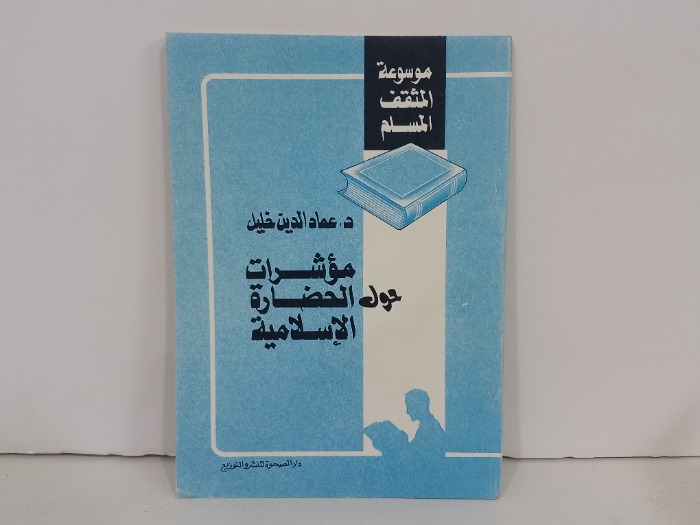 موسوعة
المثقف
المسلم
د. عماد الدين خليل
مؤشرات
حول الحضارة
الإسلامية
دار الصحوة للنشر والتوزيع